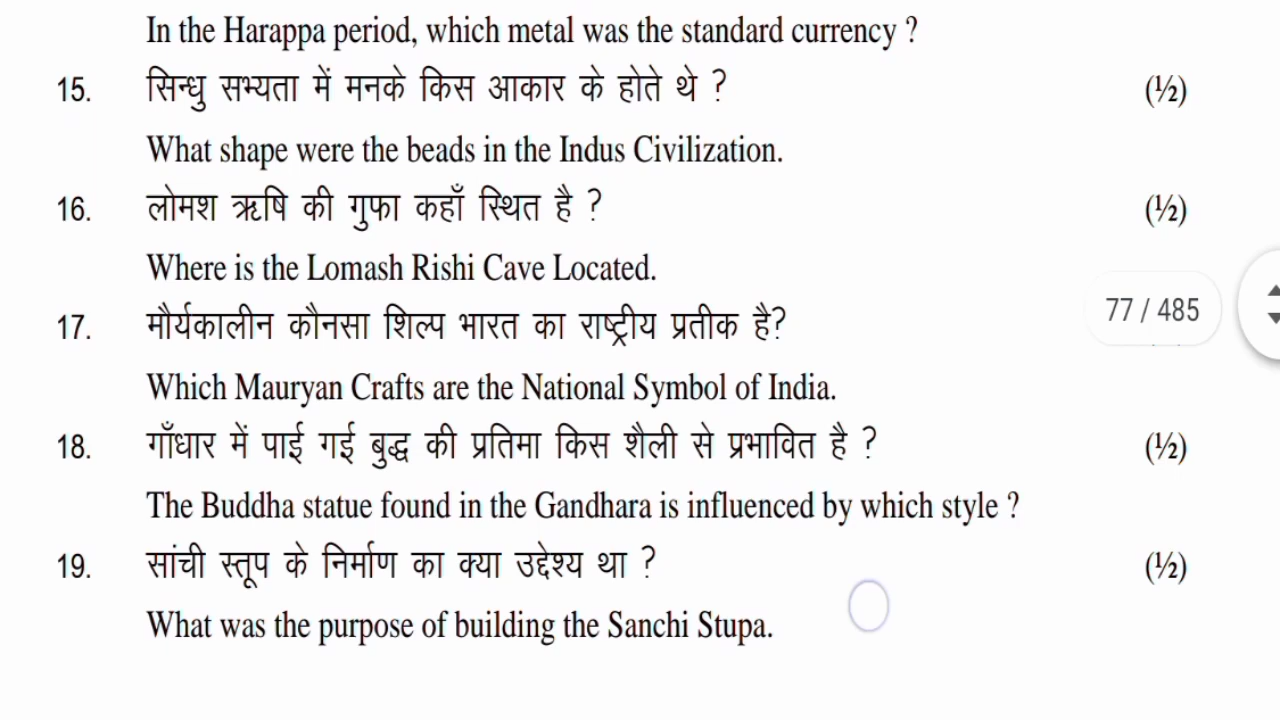 In the Harappa period, which metal was the standard currency ?
15. सिन्धु सभ्यता में मनके किस आकार के होते थे ? (½)
What shape were the beads in the Indus Civilization.
16. लोमश ऋषि की गुफा कहाँ स्थित है ? (½)
Where is the Lomash Rishi Cave Located.
77 / 485
17. मौर्यकालीन कौनसा शिल्प भारत का राष्ट्रीय प्रतीक है?
Which Mauryan Crafts are the National Symbol of India.
18. गाँधार में पाई गई बुद्ध की प्रतिमा किस शैली से प्रभावित है ? (½)
The Buddha statue found in the Gandhara is influenced by which style ?
19. सांची स्तूप के निर्माण का क्या उद्देश्य था ? (½)
What was the purpose of building the Sanchi Stupa.